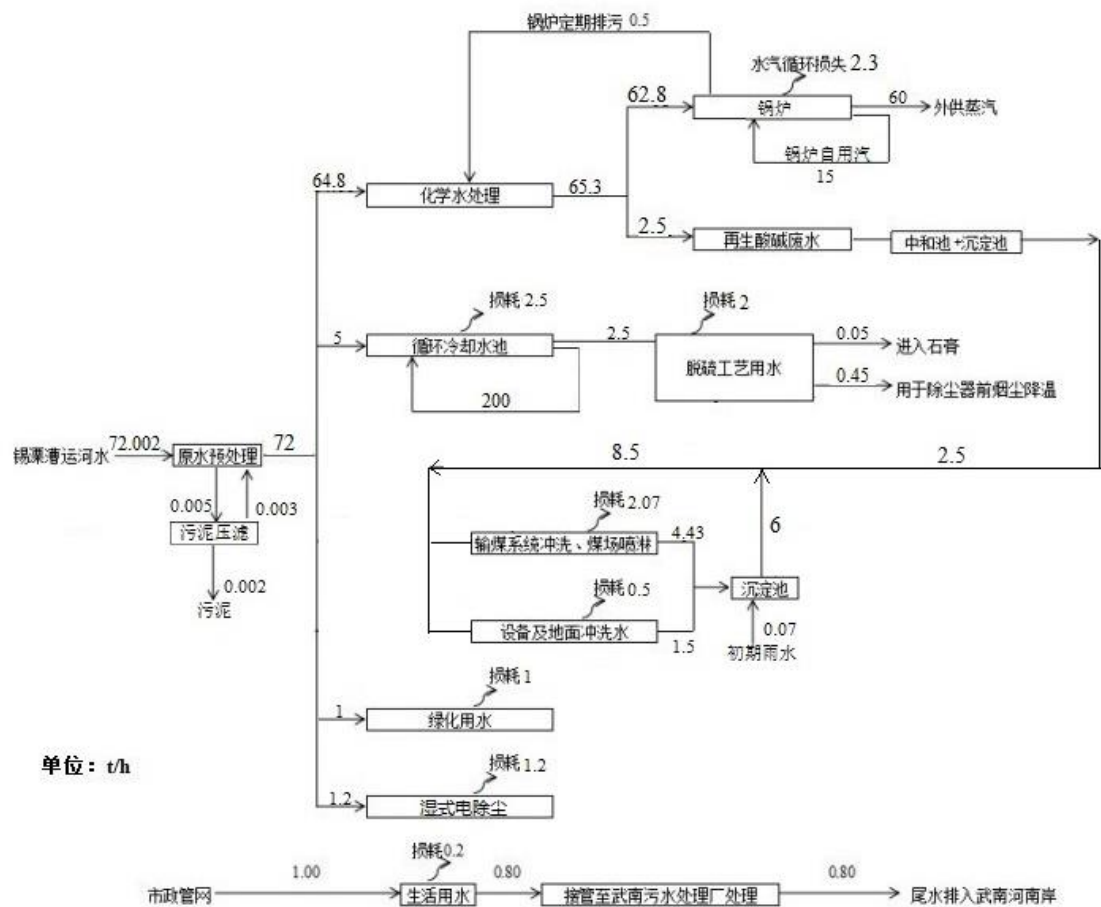 锅炉定期排污 0.5
水汽循环损失 2.3
62.8
锅炉
60
外供蒸汽
锅炉自用汽
15
64.8
化学水处理
65.3
2.5
再生酸碱废水
中和池+沉淀池
损耗 2.5
5
循环冷却水池
200
2.5
损耗 2
脱硫工艺用水
0.05
进入石膏
0.45
用于除尘器前烟尘降温
锡溧漕运河水
72.002
原水预处理
72
0.005
0.003
污泥压滤
0.002
污泥
8.5
2.5
损耗 2.07
输煤系统冲洗、煤场喷淋
4.43
6
沉淀池
损耗 0.5
设备及地面冲洗水
1.5
0.07
初期雨水
损耗 1
1
绿化用水
单位：t/h
损耗 1.2
1.2
湿式电除尘
市政管网
1.00
损耗0.2
生活用水
0.80
接管至武南污水处理厂处理
0.80
尾水排入武南河南岸